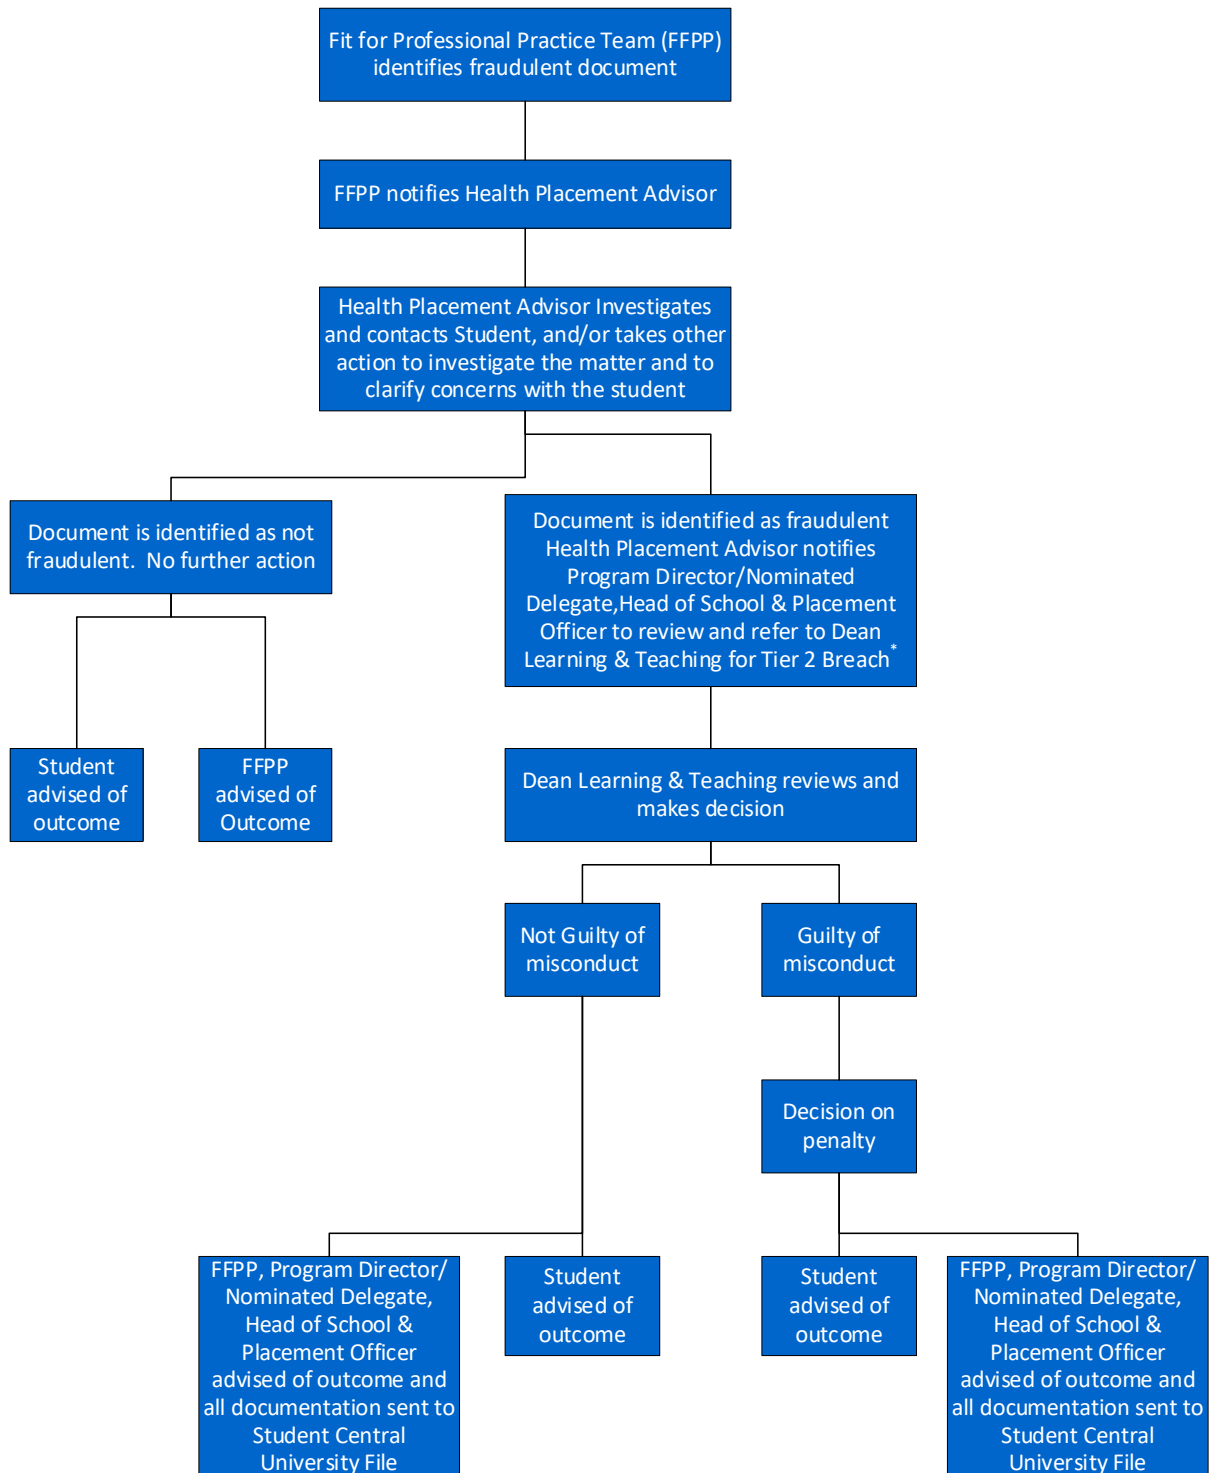 Fit for Professional Practice Team (FFPP)
identifies fraudulent document
FFPP notifies Health Placement Advisor
Health Placement Advisor Investigates
and contacts Student, and/or takes other
action to investigate the matter and to
clarify concerns with the student
Document is identified as not
fraudulent.  No further action
Document is identified as fraudulent
Health Placement Advisor notifies
Program Director/Nominated
Delegate,Head of School & Placement
Officer to review and refer to Dean
Learning & Teaching for Tier 2 Breach*
Student
advised of
outcome
FFPP
advised of
Outcome
Dean Learning & Teaching reviews and
makes decision
Not Guilty of
misconduct
Guilty of
misconduct
Decision on
penalty
FFPP, Program Director/
Nominated Delegate,
Head of School &
Placement Officer
advised of outcome and
all documentation sent to
Student Central
University File
Student
advised of
outcome
Student
advised of
outcome
FFPP, Program Director/
Nominated Delegate,
Head of School &
Placement Officer
advised of outcome and
all documentation sent to
Student Central
University File